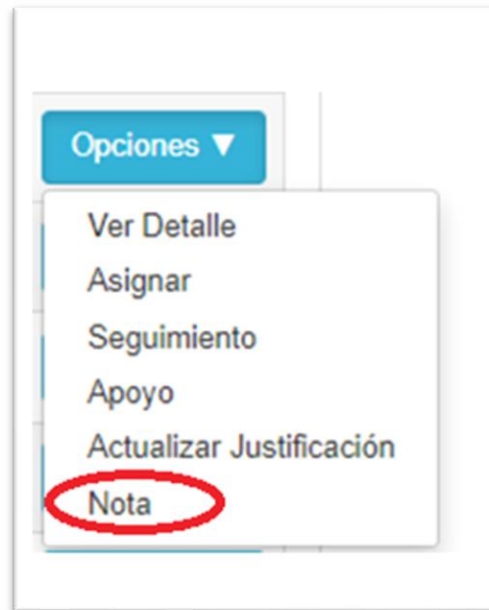 Opciones ▼
Ver Detalle
Asignar
Seguimiento
Apoyo
Actualizar Justificación
Nota